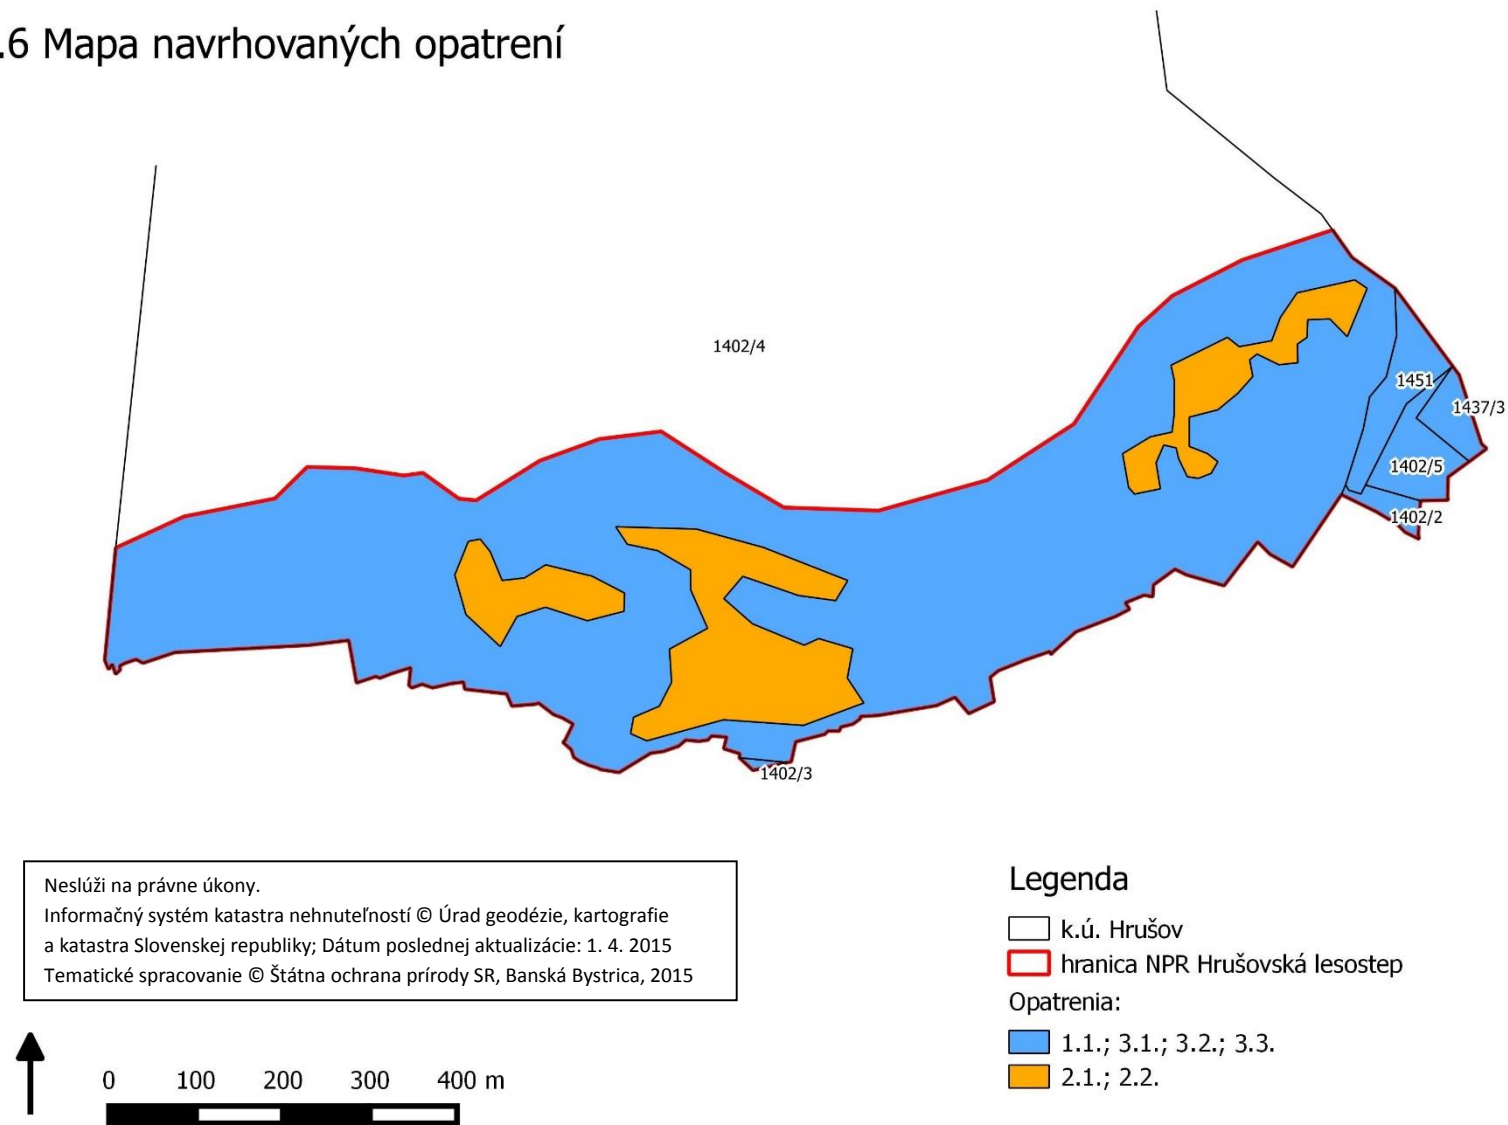 .6 Mapa navrhovaných opatrení
1402/4
1451
1437/3
1402/5
1402/2
1402/3
Neslúži na právne úkony.
Informačný systém katastra nehnuteľností © Úrad geodézie, kartografie
a katastra Slovenskej republiky; Dátum poslednej aktualizácie: 1. 4. 2015
Tematické spracovanie © Štátna ochrana prírody SR, Banská Bystrica, 2015
Legenda
k.ú. Hrušov
hranica NPR Hrušovská lesostep
Opatrenia:
1.1.; 3.1.; 3.2.; 3.3.
2.1.; 2.2.
0 100 200 300 400 m